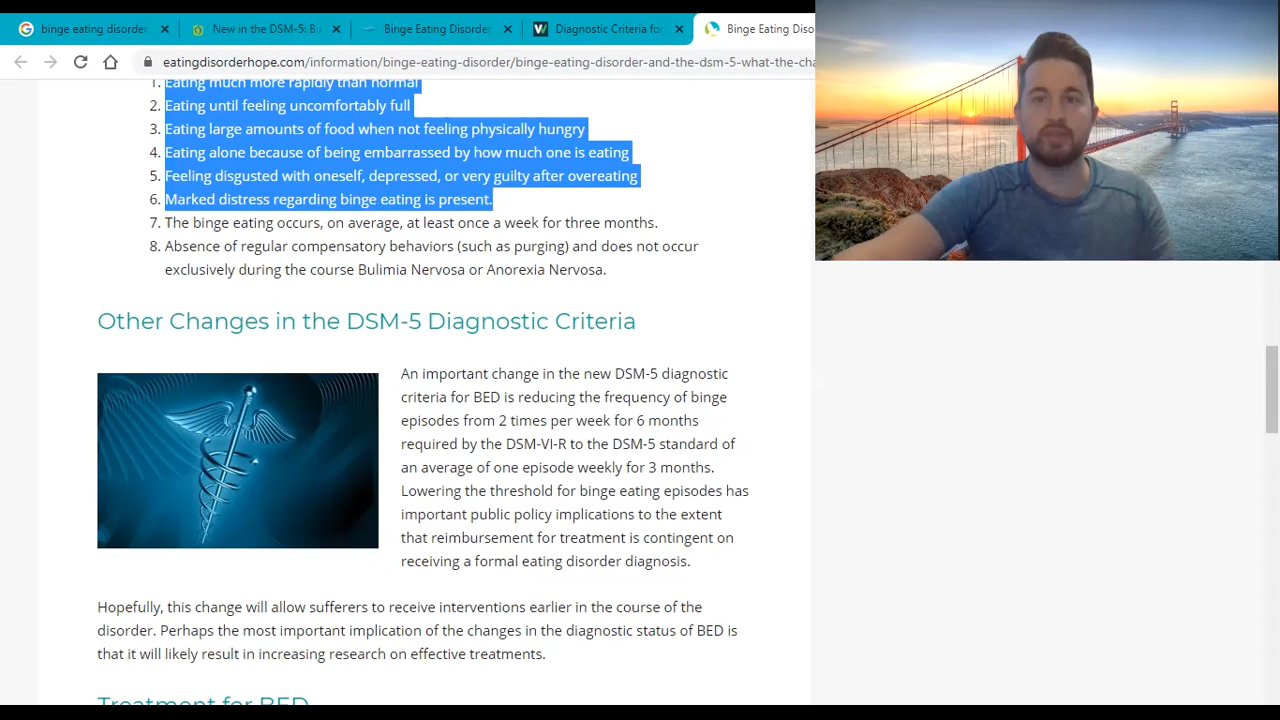 binge eating disorder
New in the DSM-5: Bi
Binge Eating Disorder
Diagnostic Criteria for
Binge Eating Diso
eatingdisorderhope.com/information/binge-eating-disorder/binge-eating-disorder-and-the-dsm-5-what-the-cha
1. Eating much more rapidly than normal
2. Eating until feeling uncomfortably full
3. Eating large amounts of food when not feeling physically hungry
4. Eating alone because of being embarrassed by how much one is eating
5. Feeling disgusted with oneself, depressed, or very guilty after overeating
6. Marked distress regarding binge eating is present.
7. The binge eating occurs, on average, at least once a week for three months.
8. Absence of regular compensatory behaviors (such as purging) and does not occur
exclusively during the course Bulimia Nervosa or Anorexia Nervosa.
Other Changes in the DSM-5 Diagnostic Criteria
An important change in the new DSM-5 diagnostic
criteria for BED is reducing the frequency of binge
episodes from 2 times per week for 6 months
required by the DSM-VI-R to the DSM-5 standard of
an average of one episode weekly for 3 months.
Lowering the threshold for binge eating episodes has
important public policy implications to the extent
that reimbursement for treatment is contingent on
receiving a formal eating disorder diagnosis.
Hopefully, this change will allow sufferers to receive interventions earlier in the course of the
disorder. Perhaps the most important implication of the changes in the diagnostic status of BED is
that it will likely result in increasing research on effective treatments.
Treatment for BED